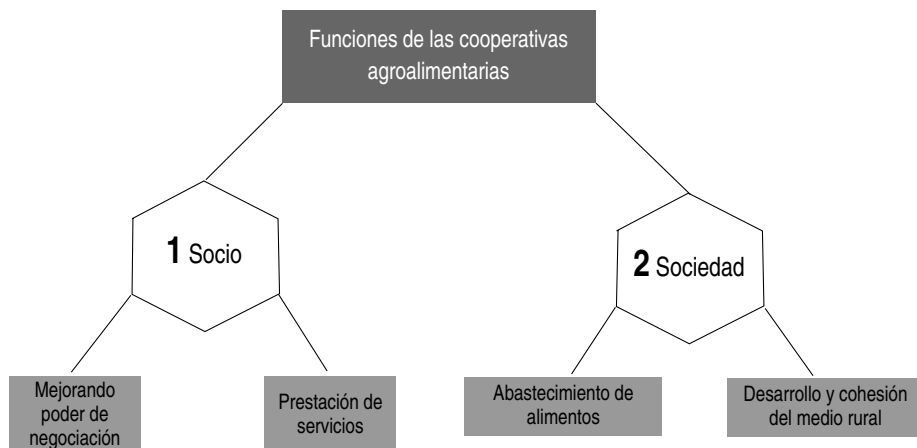 Funciones de las cooperativas
agroalimentarias
1 Socio
2 Sociedad
Mejorando
poder de
negociación
Prestación de
servicios
Abastecimiento de
alimentos
Desarrollo y cohesión
del medio rural